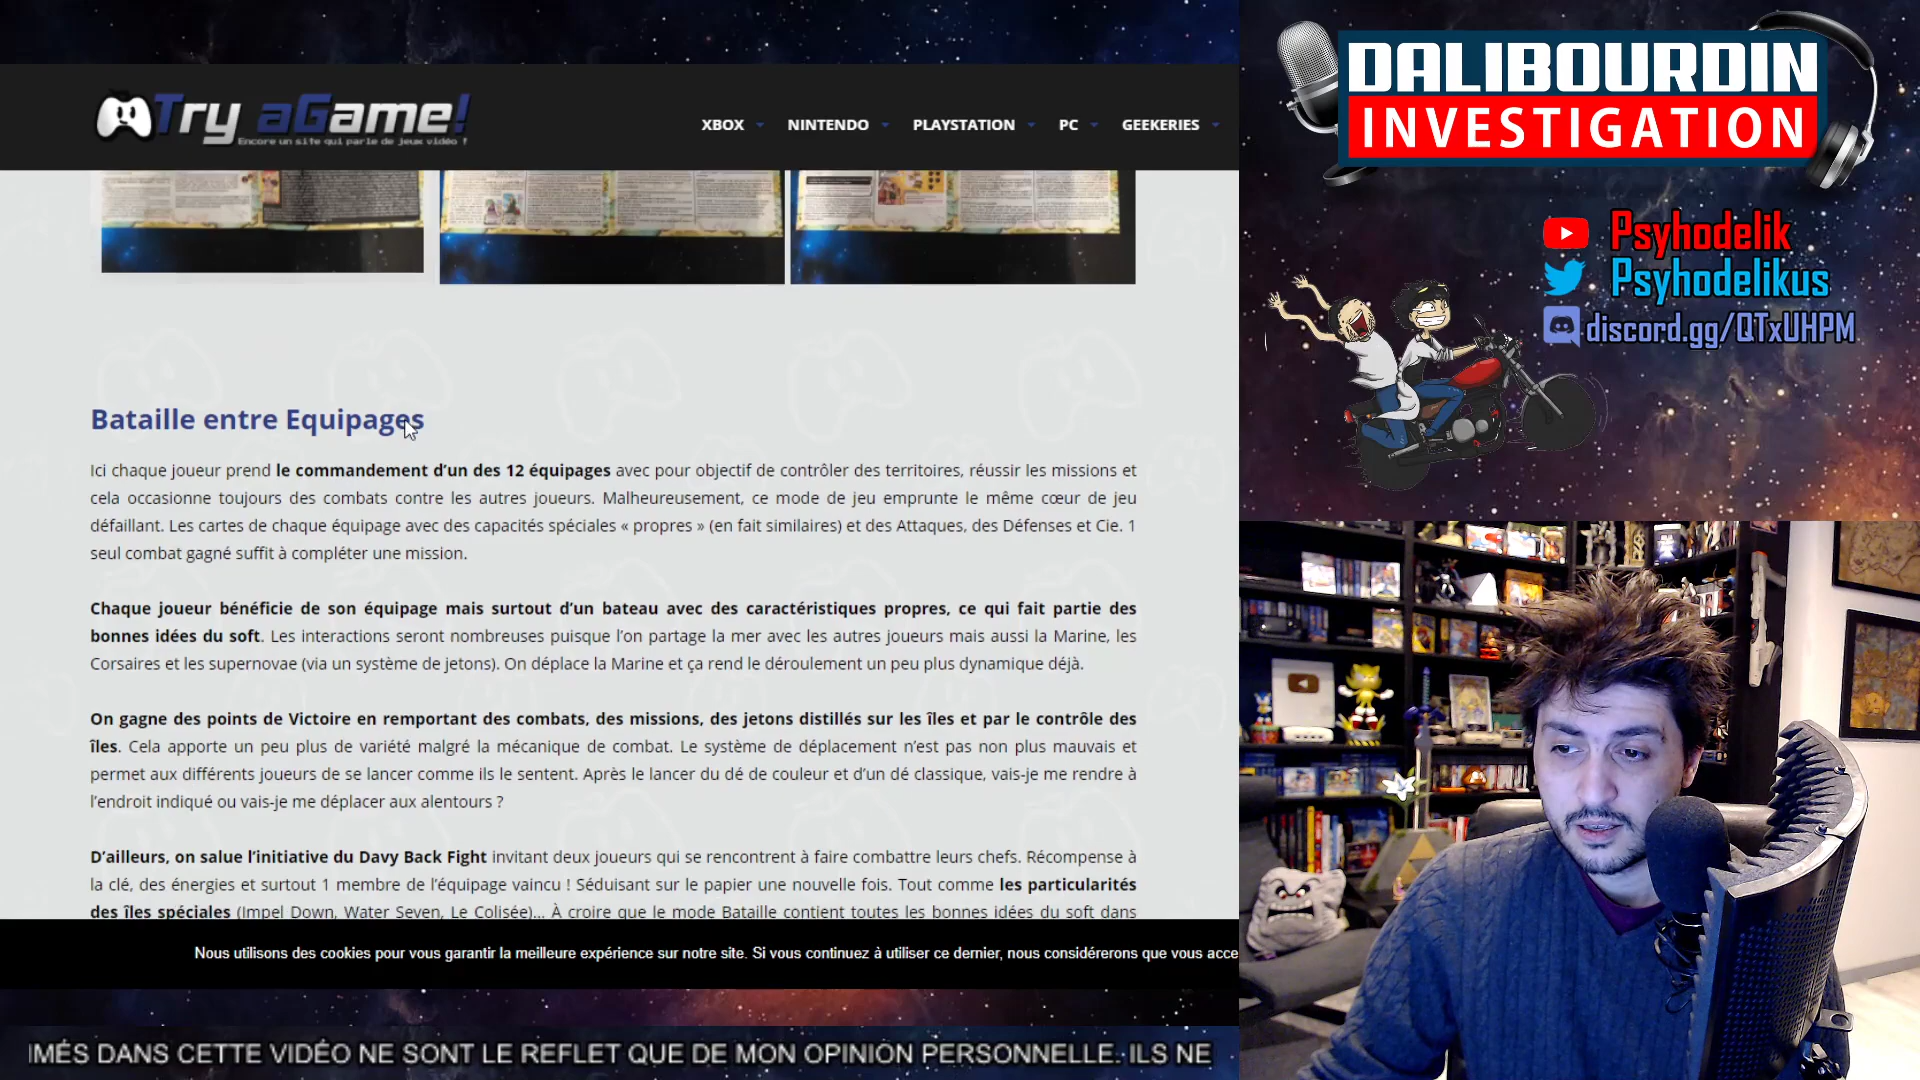 Try aGame!
Encore un site qui parle de jeux vidéo !
XBOX NINTENDO PLAYSTATION PC GEEKERIES
Bataille entre Equipages
Ici chaque joueur prend le commandement d'un des 12 équipages avec pour objectif de contrôler des territoires, réussir les missions et
cela occasionne toujours des combats contre les autres joueurs. Malheureusement, ce mode de jeu emprunte le même cœur de jeu
défaillant. Les cartes de chaque équipage avec des capacités spéciales « propres » (en fait similaires) et des Attaques, des Défenses et Cie. 1
seul combat gagné suffit à compléter une mission.
Chaque joueur bénéficie de son équipage mais surtout d'un bateau avec des caractéristiques propres, ce qui fait partie des
bonnes idées du soft. Les interactions seront nombreuses puisque l'on partage la mer avec les autres joueurs mais aussi la Marine, les
Corsaires et les supernovae (via un système de jetons). On déplace la Marine et ça rend le déroulement un peu plus dynamique déjà.
On gagne des points de Victoire en remportant des combats, des missions, des jetons distillés sur les îles et par le contrôle des
îles. Cela apporte un peu plus de variété malgré la mécanique de combat. Le système de déplacement n'est pas non plus mauvais et
permet aux différents joueurs de se lancer comme ils le sentent. Après le lancer du dé de couleur et d'un dé classique, vais-je me rendre à
l'endroit indiqué ou vais-je me déplacer aux alentours ?
D'ailleurs, on salue l'initiative du Davy Back Fight invitant deux joueurs qui se rencontrent à faire combattre leurs chefs. Récompense à
la clé, des énergies et surtout 1 membre de l'équipage vaincu ! Séduisant sur le papier une nouvelle fois. Tout comme les particularités
des îles spéciales (Impel Down, Water Seven, Le Colisée)... À croire que le mode Bataille contient toutes les bonnes idées du soft dans
Nous utilisons des cookies pour vous garantir la meilleure expérience sur notre site. Si vous continuez à utiliser ce dernier, nous considérerons que vous acce
IMÉS DANS CETTE VIDÉO NE SONT LE REFLET QUE DE MON OPINION PERSONNELLE. ILS NE
DALIBOURDIN
INVESTIGATION
Psyhodelik
Psyhodelikus
discord.gg/QTxUHPM